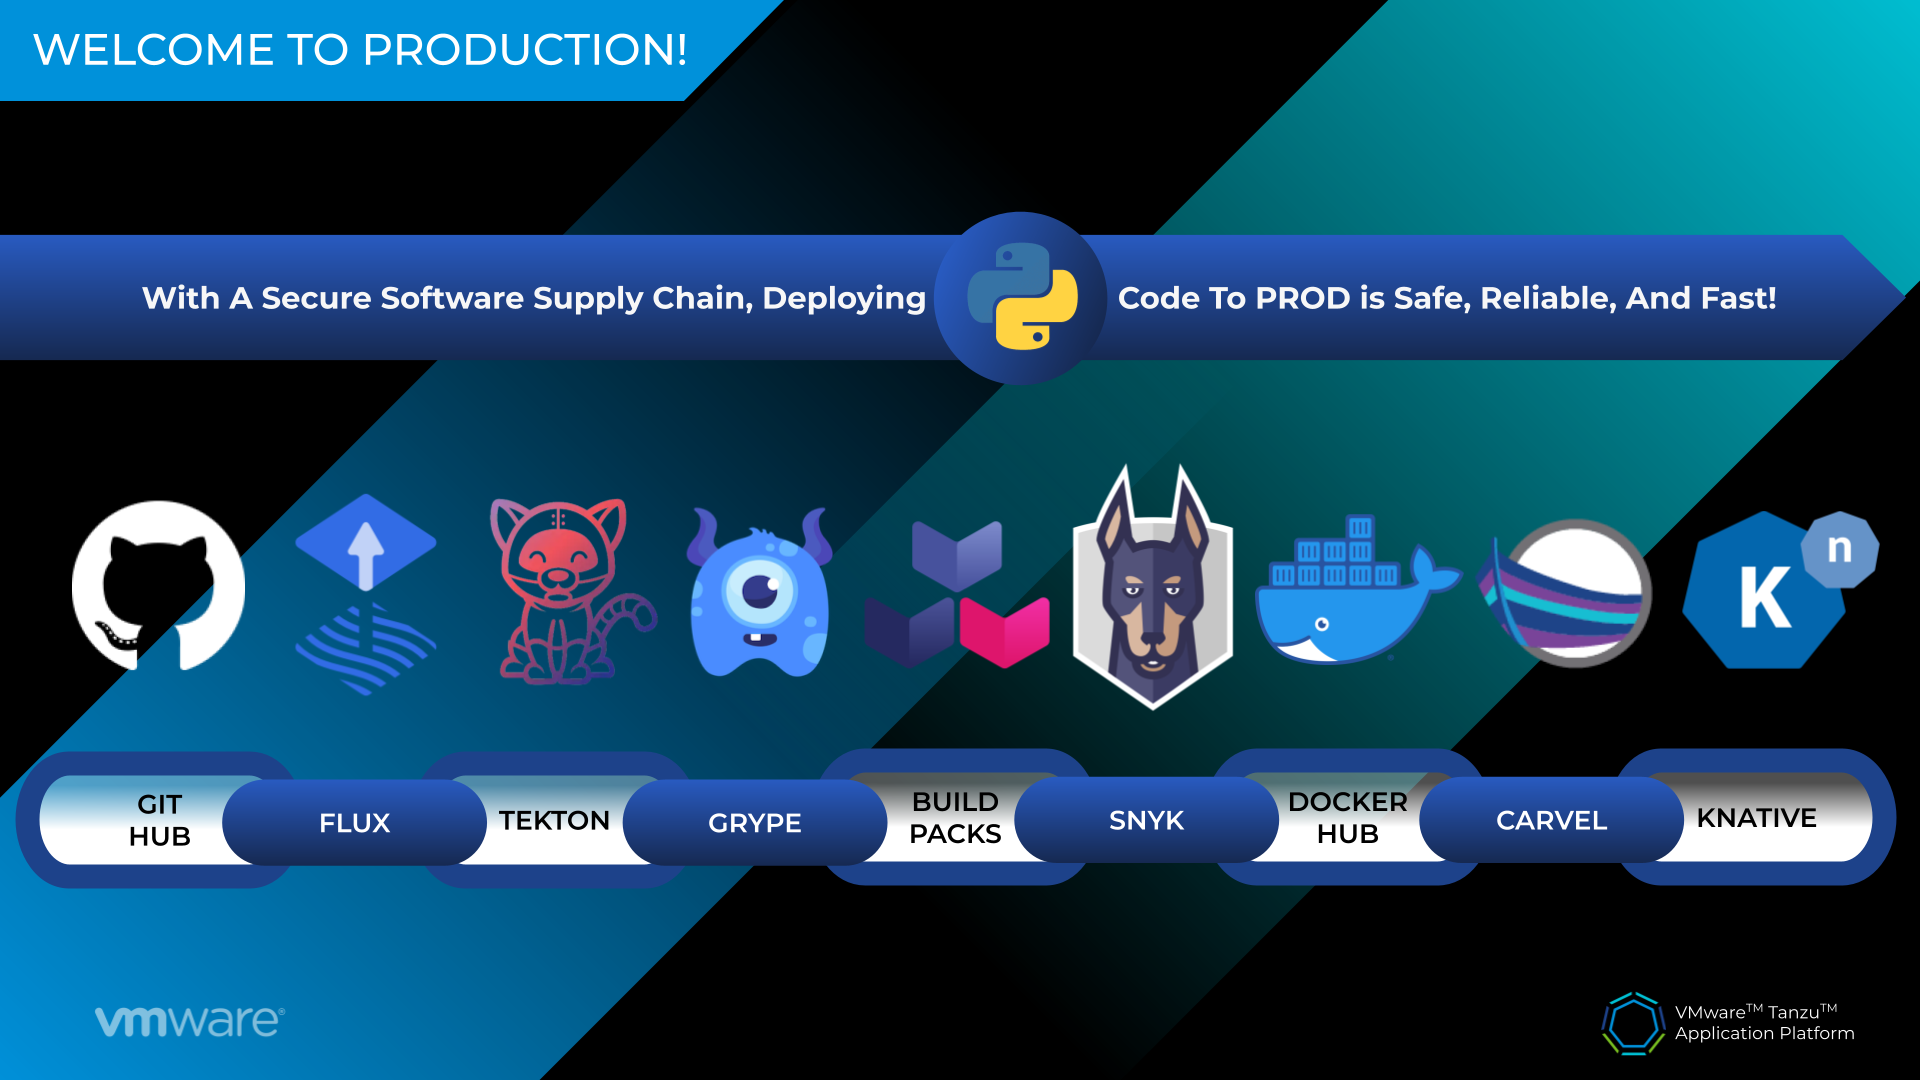 WELCOME TO PRODUCTION!
With A Secure Software Supply Chain, Deploying Code To PROD is Safe, Reliable, And Fast!
K
n
GIT
HUB
FLUX
TEKTON
GRYPE
BUILD
PACKS
SNYK
DOCKER
HUB
CARVEL
KNATIVE
vmware®
VMware™ Tanzu™
Application Platform